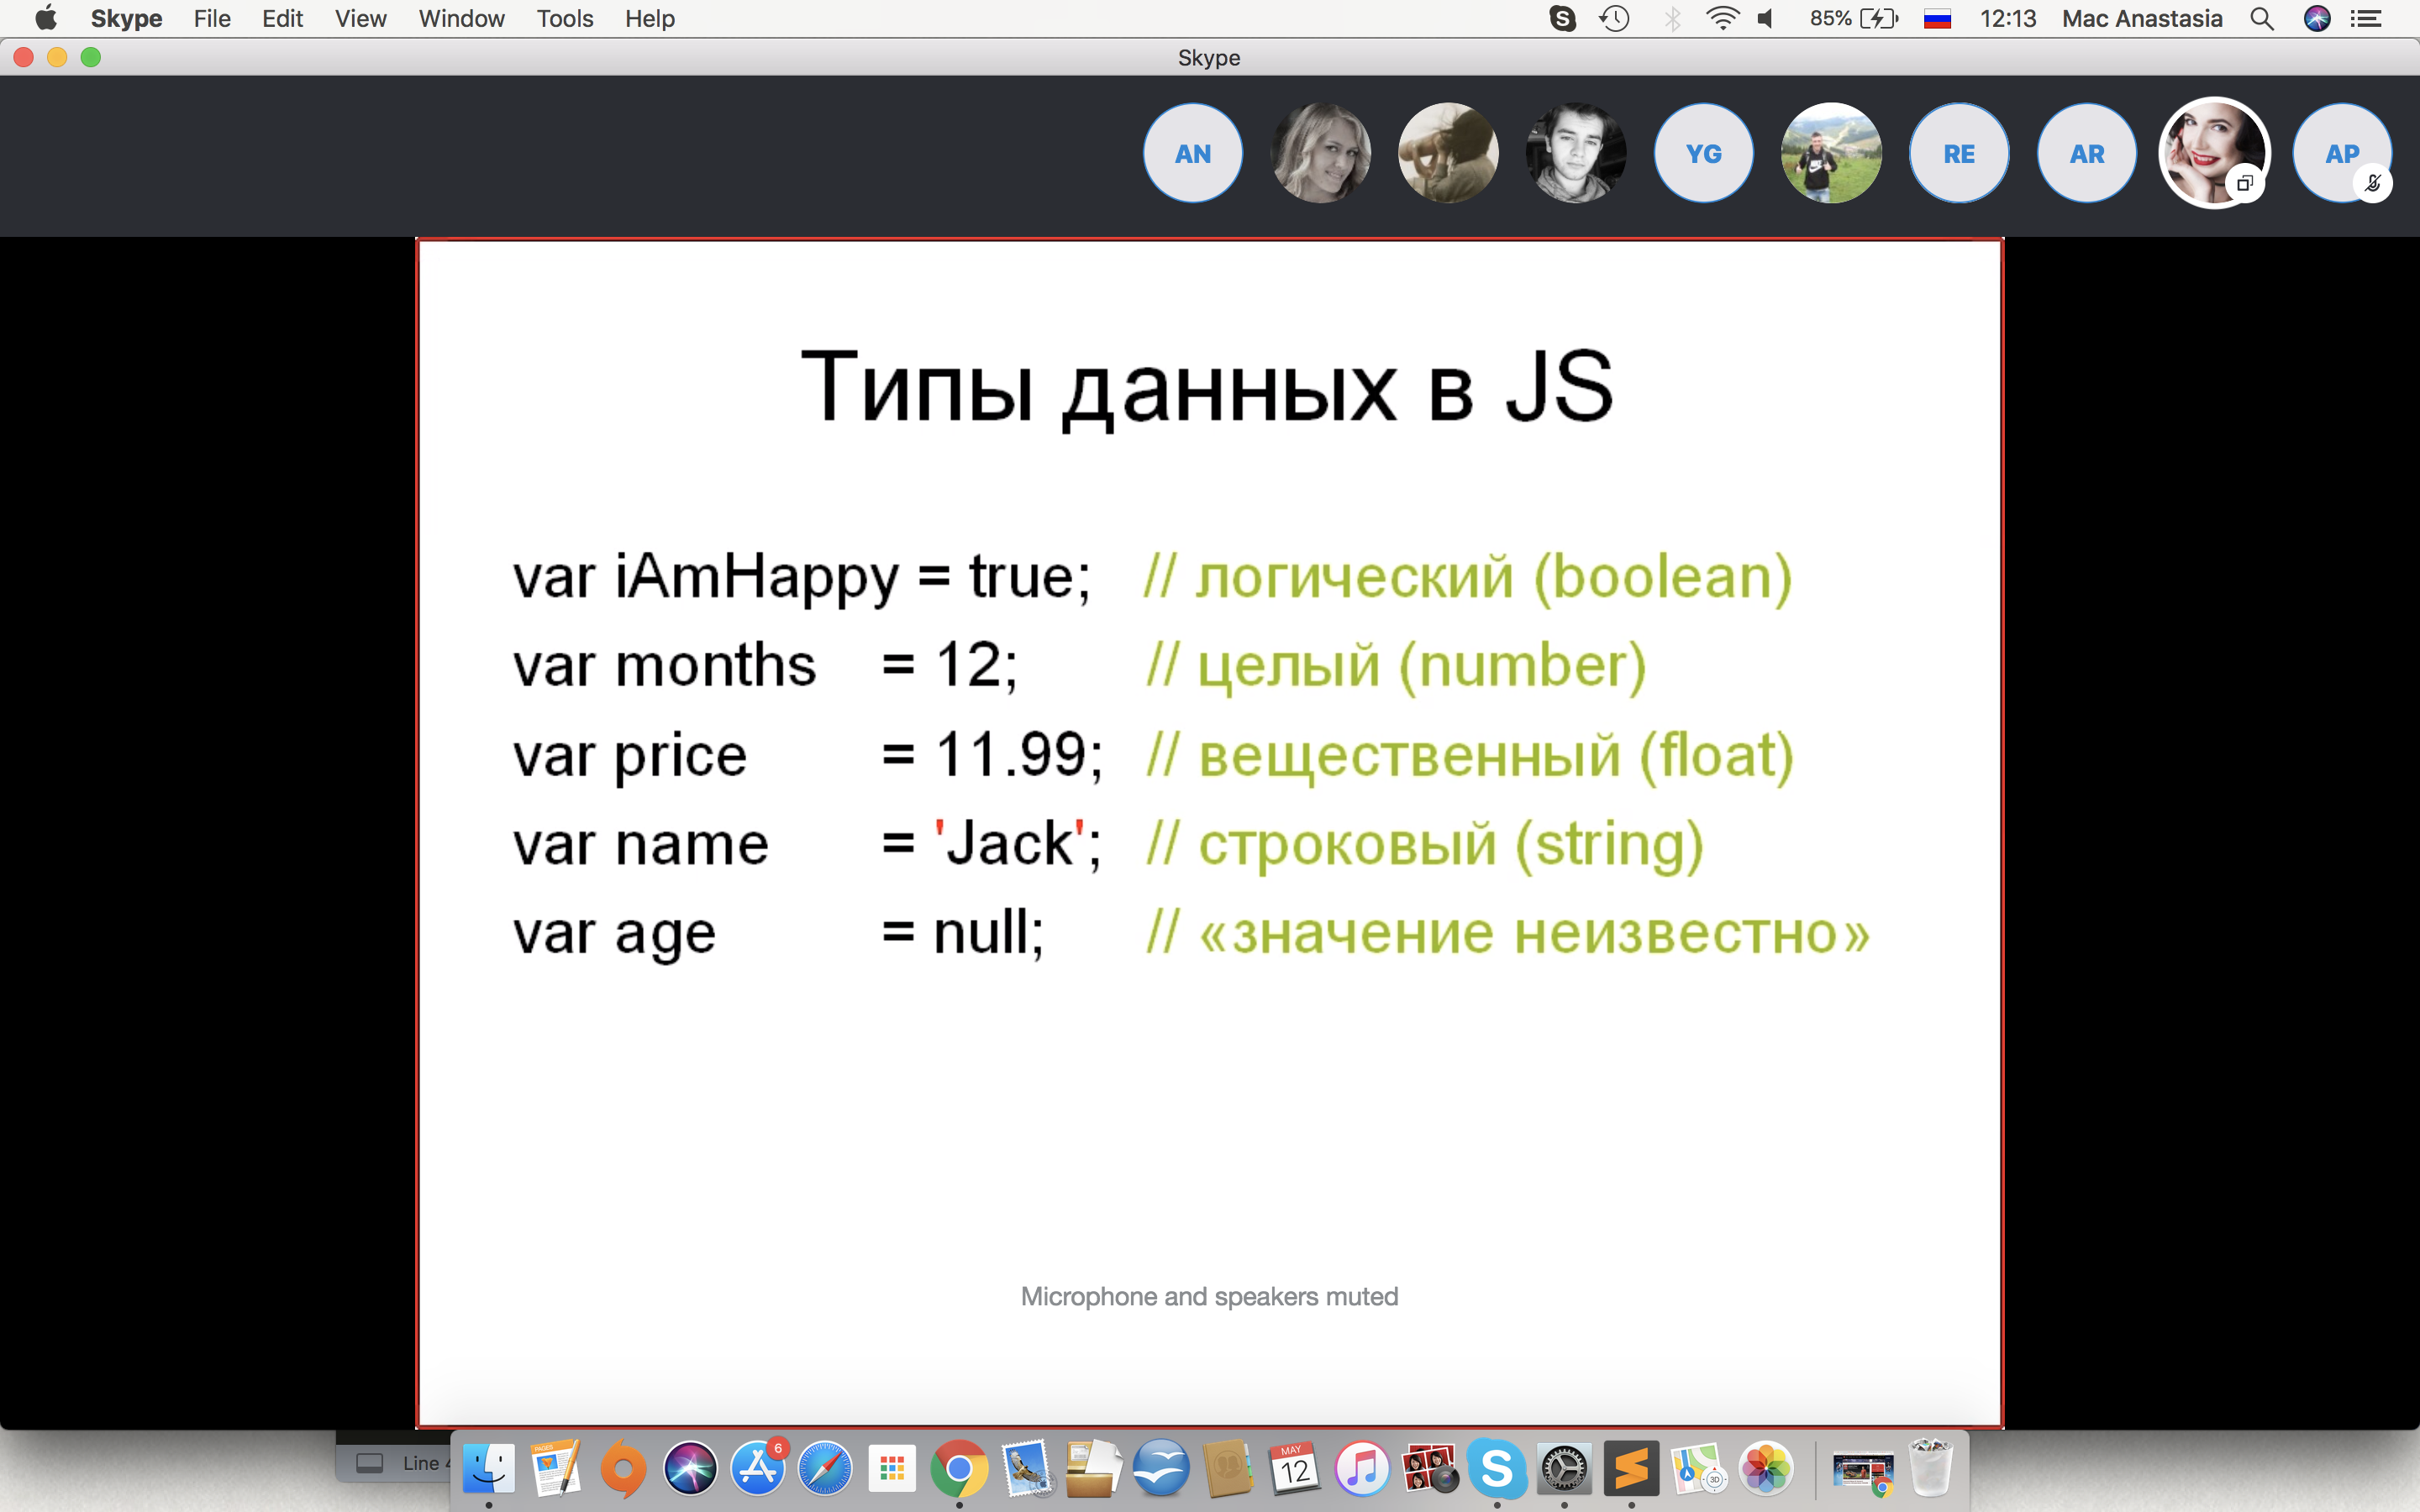 Skype File Edit View Window Tools Help 85% 12:13 Mac Anastasia
Skype
AN YG RE AR AP
Типы данных в JS
var iAmHappy = true; // логический (boolean)
var months = 12; // целый (number)
var price = 11.99; // вещественный (float)
var name = 'Jack'; // строковый (string)
var age = null; // «значение неизвестно»
Microphone and speakers muted
Line
6
PAGES
MAY
12
3D